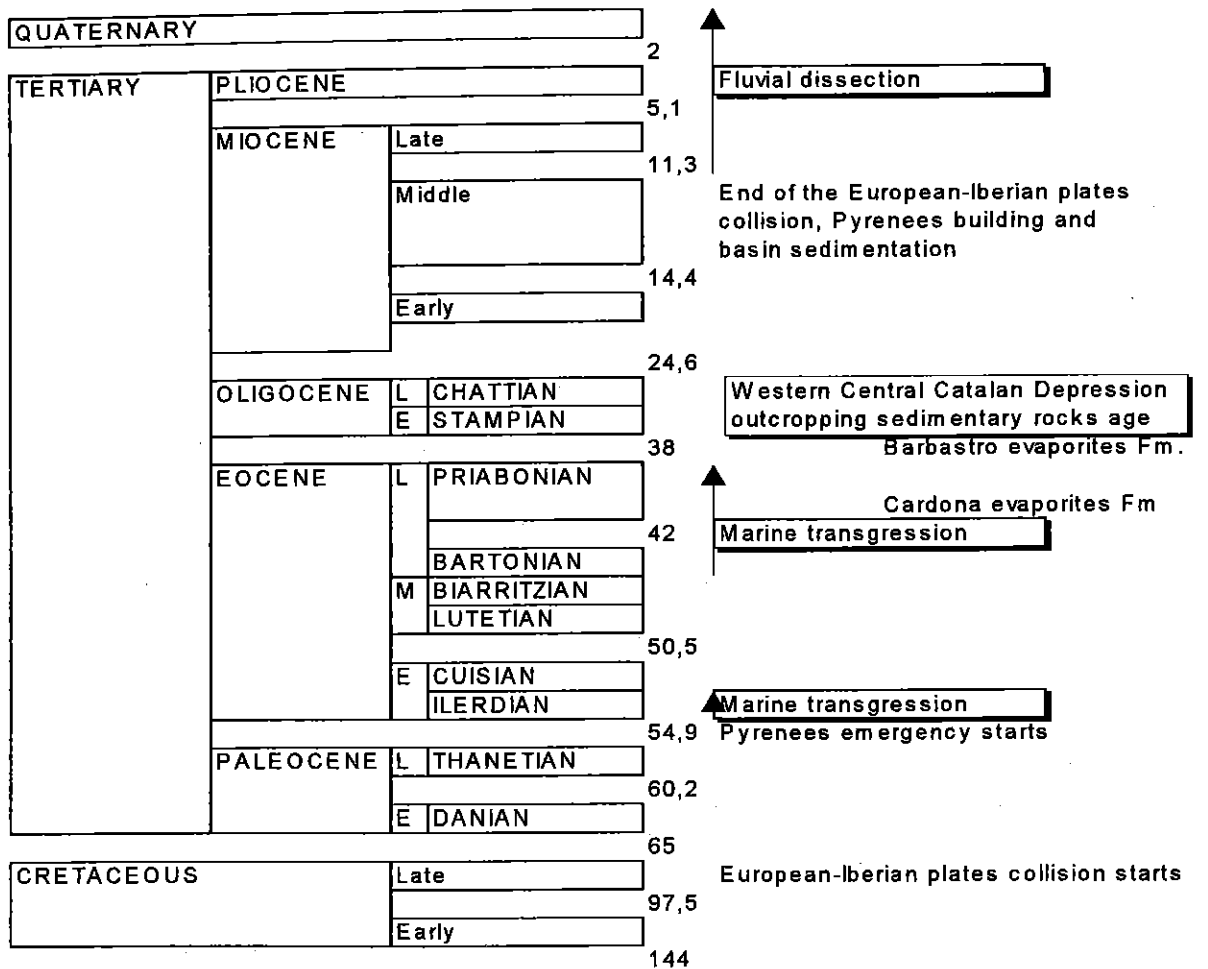 QUATERNARY
2
TERTIARY PLIOCENE Fluvial dissection
5,1
MIOCENE Late
11,3
Middle End of the European-Iberian plates
collision, Pyrenees building and
basin sedimentation
14,4
Early
24,6
OLIGOCENE L CHATTIAN Western Central Catalan Depression
E STAMPIAN outcropping sedimentary rocks age
38 Barbastro evaporites Fm.
EOCENE L PRIABONIAN
Cardona evaporites Fm
42 Marine transgression
BARTONIAN
M BIARRITZIAN
LUTETIAN
50,5
E CUISIAN
ILERDIAN Marine transgression
54,9 Pyrenees emergency starts
PALEOCENE L THANETIAN
60,2
E DANIAN
65
CRETACEOUS Late European-Iberian plates collision starts
97,5
Early
144